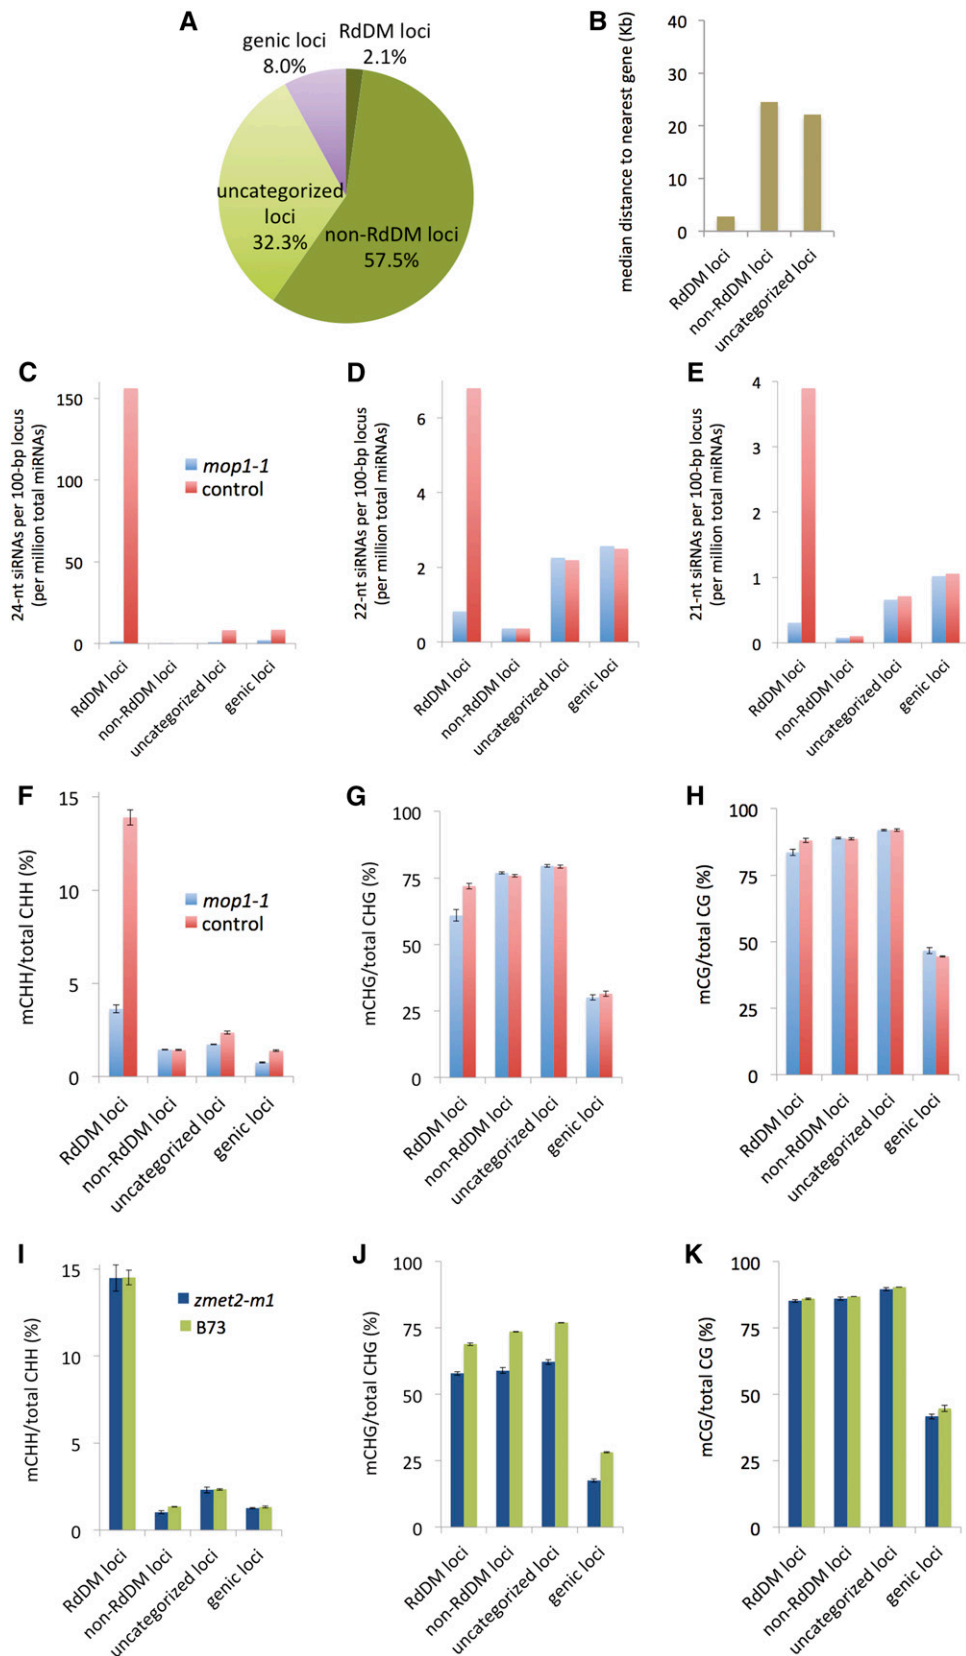 A
genic loci
8.0%
RdDM loci
2.1%
uncategorized
loci
32.3%
non-RdDM loci
57.5%
B
median distance to nearest gene (Kb)
40
30
20
10
0
RdDM loci
non-RdDM loci
uncategorized loci
C
24-nt siRNAs per 100-bp locus
(per million total miRNAs)
150
100
50
0
mop1-1
control
RdDM loci
non-RdDM loci
uncategorized loci
genic loci
D
22-nt siRNAs per 100-bp locus
(per million total miRNAs)
6
4
2
0
RdDM loci
non-RdDM loci
uncategorized loci
genic loci
E
21-nt siRNAs per 100-bp locus
(per million total miRNAs)
4
3
2
1
0
RdDM loci
non-RdDM loci
uncategorized loci
genic loci
F
mCHH/total CHH (%)
15
10
5
0
mop1-1
control
RdDM loci
non-RdDM loci
uncategorized loci
genic loci
G
mCHG/total CHG (%)
100
75
50
25
0
RdDM loci
non-RdDM loci
uncategorized loci
genic loci
H
mCG/total CG (%)
100
75
50
25
0
RdDM loci
non-RdDM loci
uncategorized loci
genic loci
I
mCHH/total CHH (%)
15
15
5
0
zmet2-m1
B73
RdDM loci
non-RdDM loci
uncategorized loci
genic loci
J
mCHG/total CHG (%)
100
75
50
25
0
RdDM loci
non-RdDM loci
uncategorized loci
genic loci
K
mCG/total CG (%)
100
75
50
25
0
RdDM loci
non-RdDM loci
uncategorized loci
genic loci